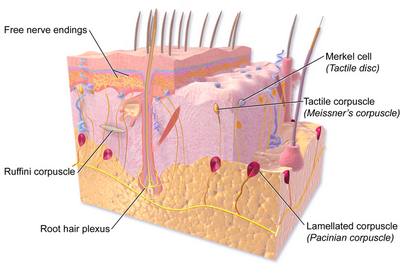 Free nerve endings
Merkel cell
(Tactile disc)
Tactile corpuscle
(Meissner's corpuscle)
Ruffini corpuscle
Root hair plexus
Lamellated corpuscle
(Pacinian corpuscle)